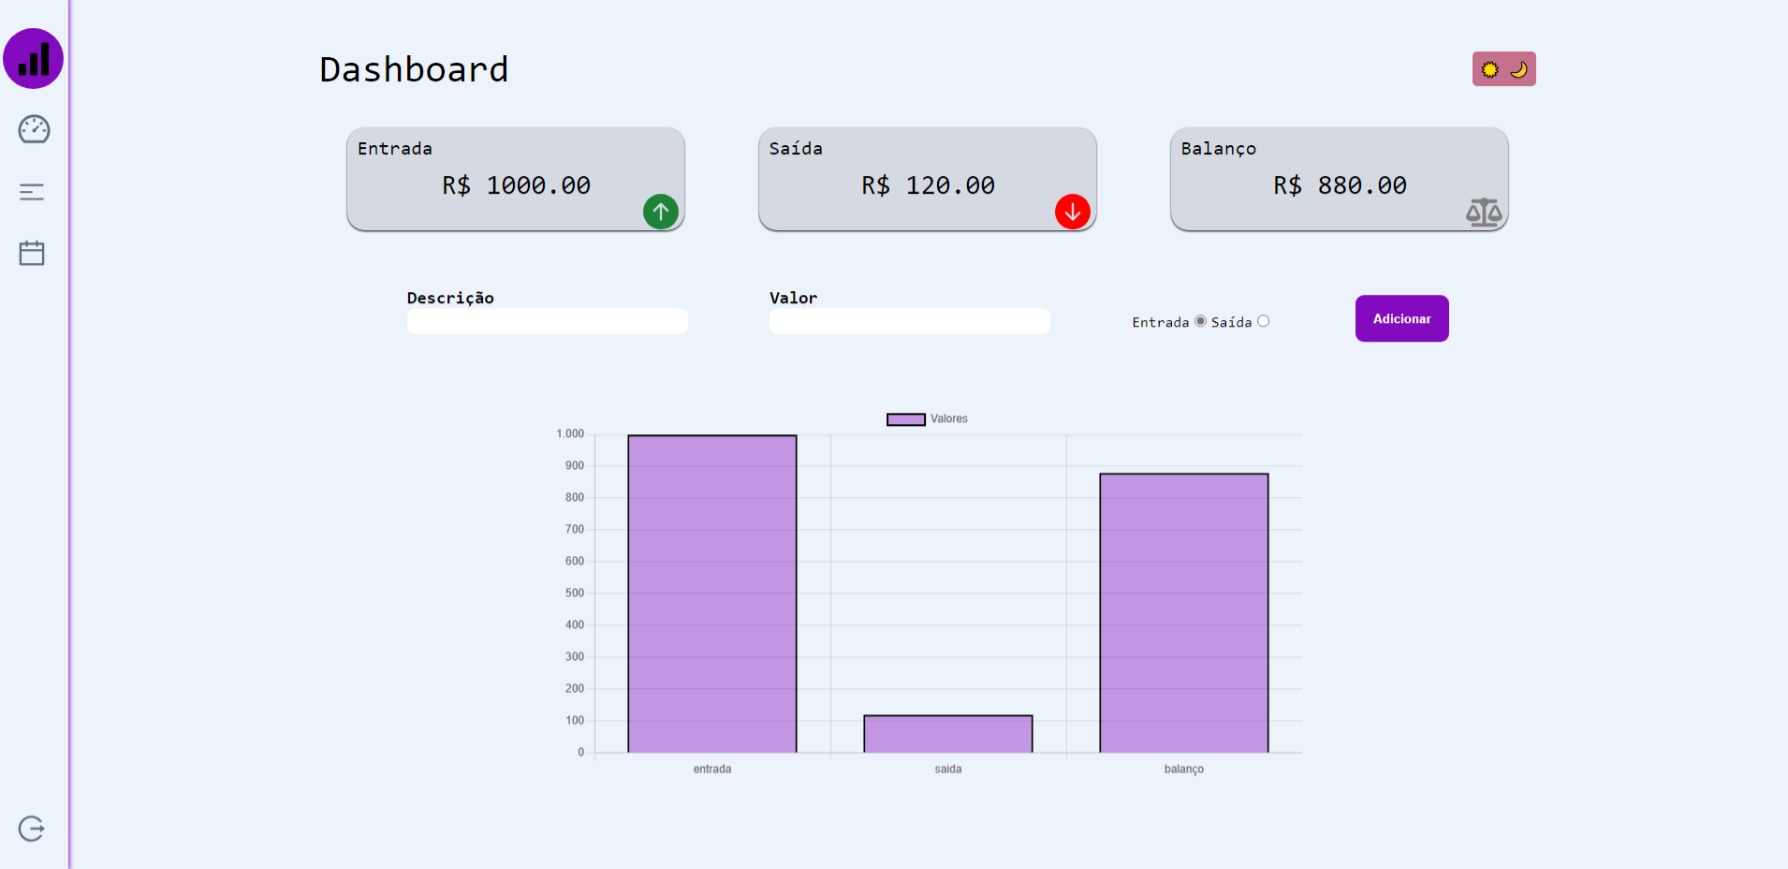 Dashboard
Entrada
R$ 1000.00
Saída
R$ 120.00
Balanço
R$ 880.00
Descrição
Valor
Entrada Saída
Adicionar
Valores
1.000
900
800
700
600
500
400
300
200
100
0
entrada saida balanço